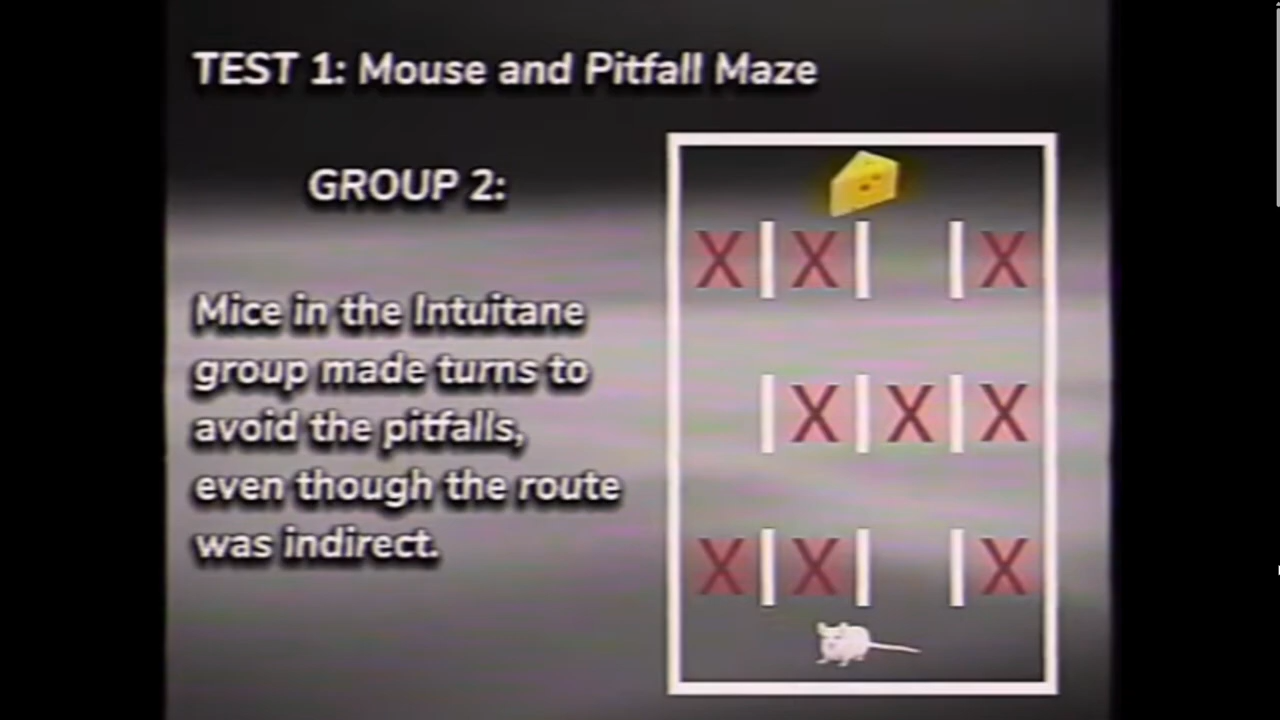 TEST 1: Mouse and Pitfall Maze
GROUP 2:
Mice in the Intuitane
group made turns to
avoid the pitfalls,
even though the route
was indirect.
X | X | | X
| X | X | X
X | X | | X